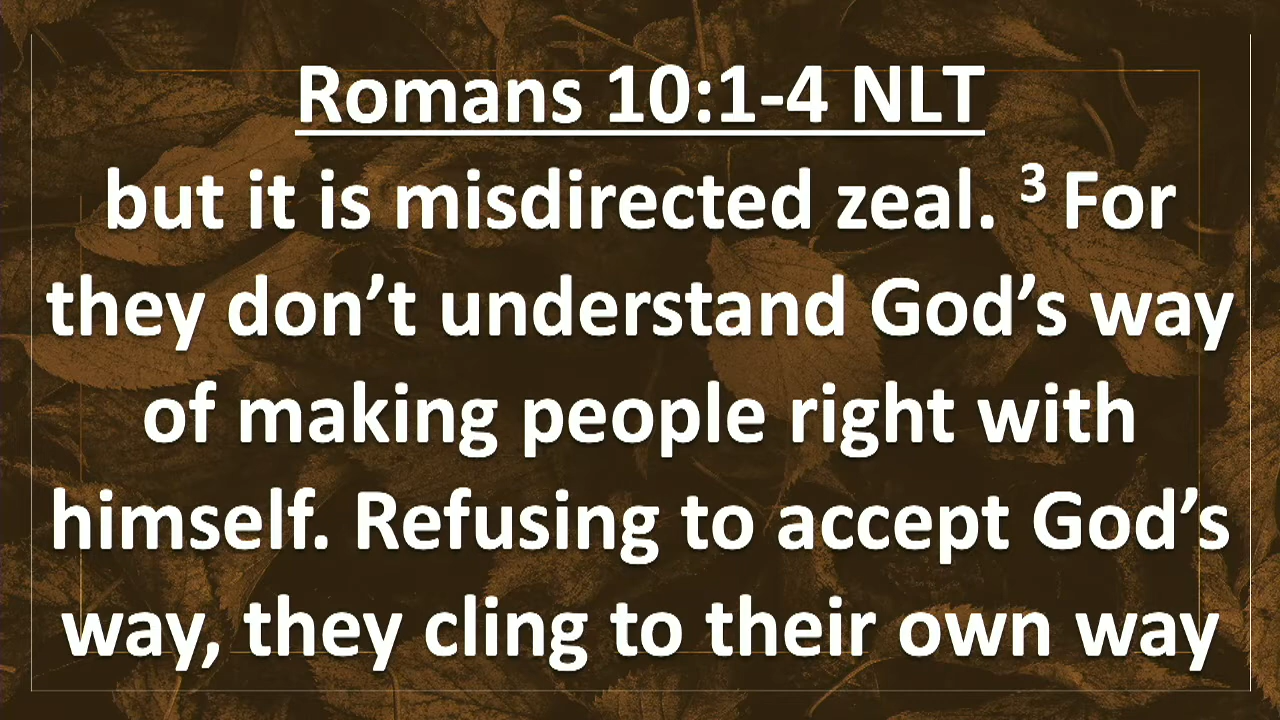 Romans 10:1-4 NLT
but it is misdirected zeal. ³ For
they don’t understand God’s way
of making people right with
himself. Refusing to accept God’s
way, they cling to their own way